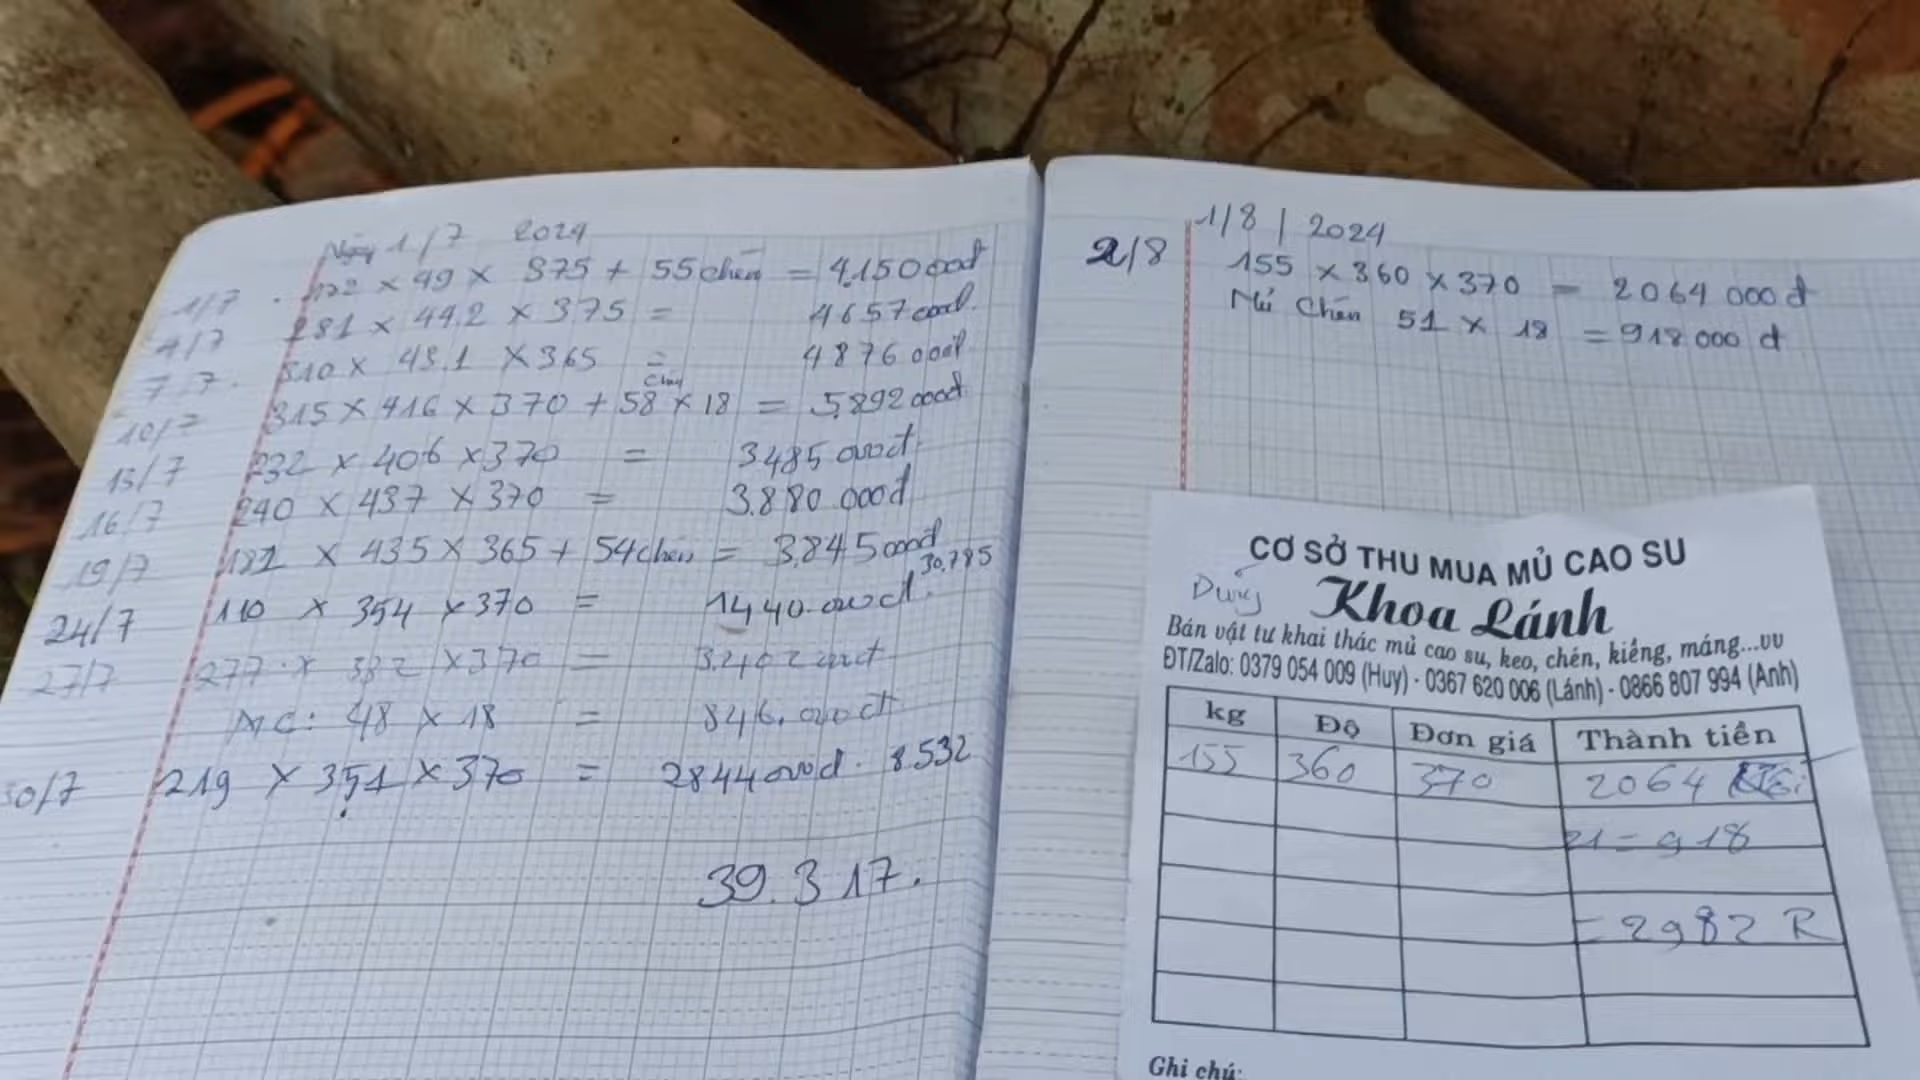 Ngày 1/7 2024
1/7 172 x 49 x 375 + 55 chén = 4.150 000đ
4/7 281 x 442 x 375 = 4657 000đ
7/7 310 x 43.1 x 365 = 4876 000đ
10/7 315 x 416 x 370 + 58 x 18 = 5.892 000đ
13/7 232 x 406 x 370 = 3485 000đ
16/7 240 x 437 x 370 = 3.880.000đ
19/7 181 x 435 x 365 + 54 chén = 3.845 000đ
30.785
24/7 110 x 354 x 370 = 1440.000đ
27/7 277 x 332 x 370 = 3.402 000đ
MC: 48 x 18 = 846.000đ
30/7 219 x 351 x 370 = 2844 000đ. 8.532
39.317.
1/8/2024
2/8 155 x 360 x 370 = 2064 000đ
Mủ Chén 51 x 18 = 918 000 đ
CƠ SỞ THU MUA MỦ CAO SU
Khoa Lánh
Bán vật tư khai thác mủ cao su, keo, chén, kiềng, máng...vv
ĐT/Zalo: 0379 054 009 (Huy) - 0367 620 006 (Lánh) - 0866 807 994 (Anh)
kg Độ Đơn giá Thành tiền
155 360 370 2064
= 918
= 2982 R
Ghi chú: